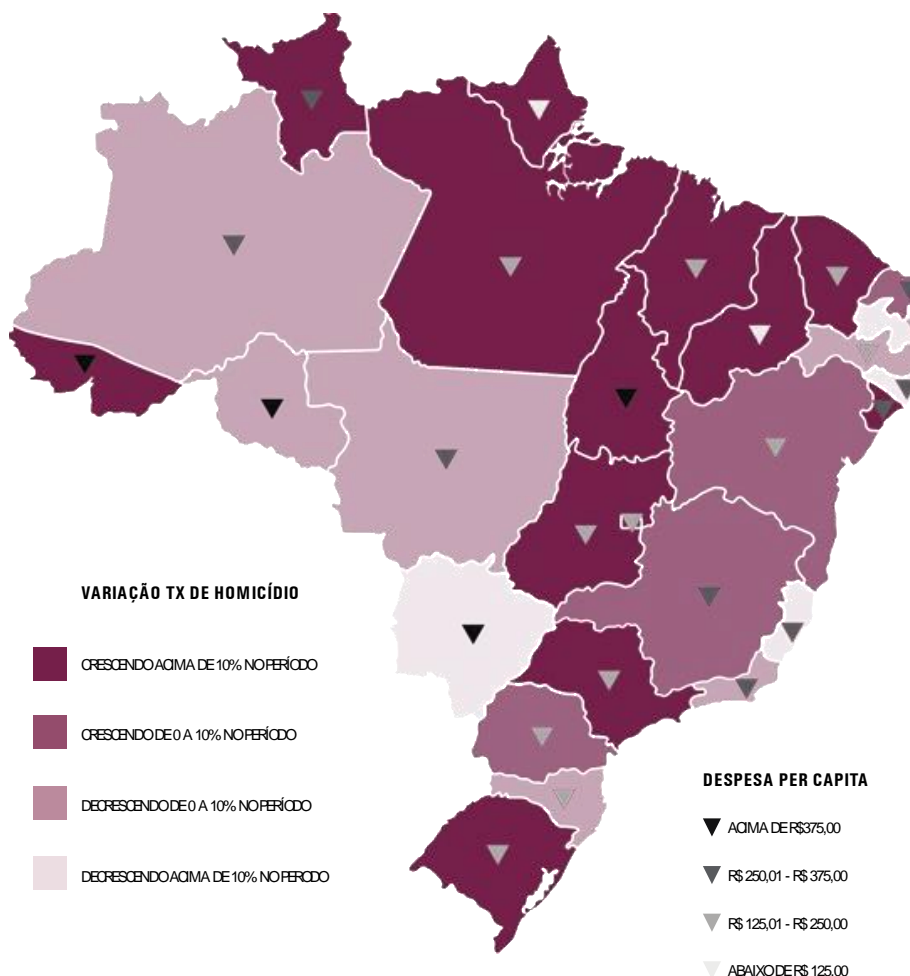 VARIAÇÃO TX DE HOMICÍDIO
CRESCENDO ACIMA DE 10% NO PERÍODO
CRESCENDO DE 0 A 10% NO PERÍODO
DECRESCENDO DE 0 A 10% NO PERÍODO
DECRESCENDO ACIMA DE 10% NO PERODO
DESPESA PER CAPITA
ACIMA DE R$375,00
R$ 250,01 - R$ 375,00
R$ 125,01 - R$ 250,00
ABAIXO DE R$ 125,00